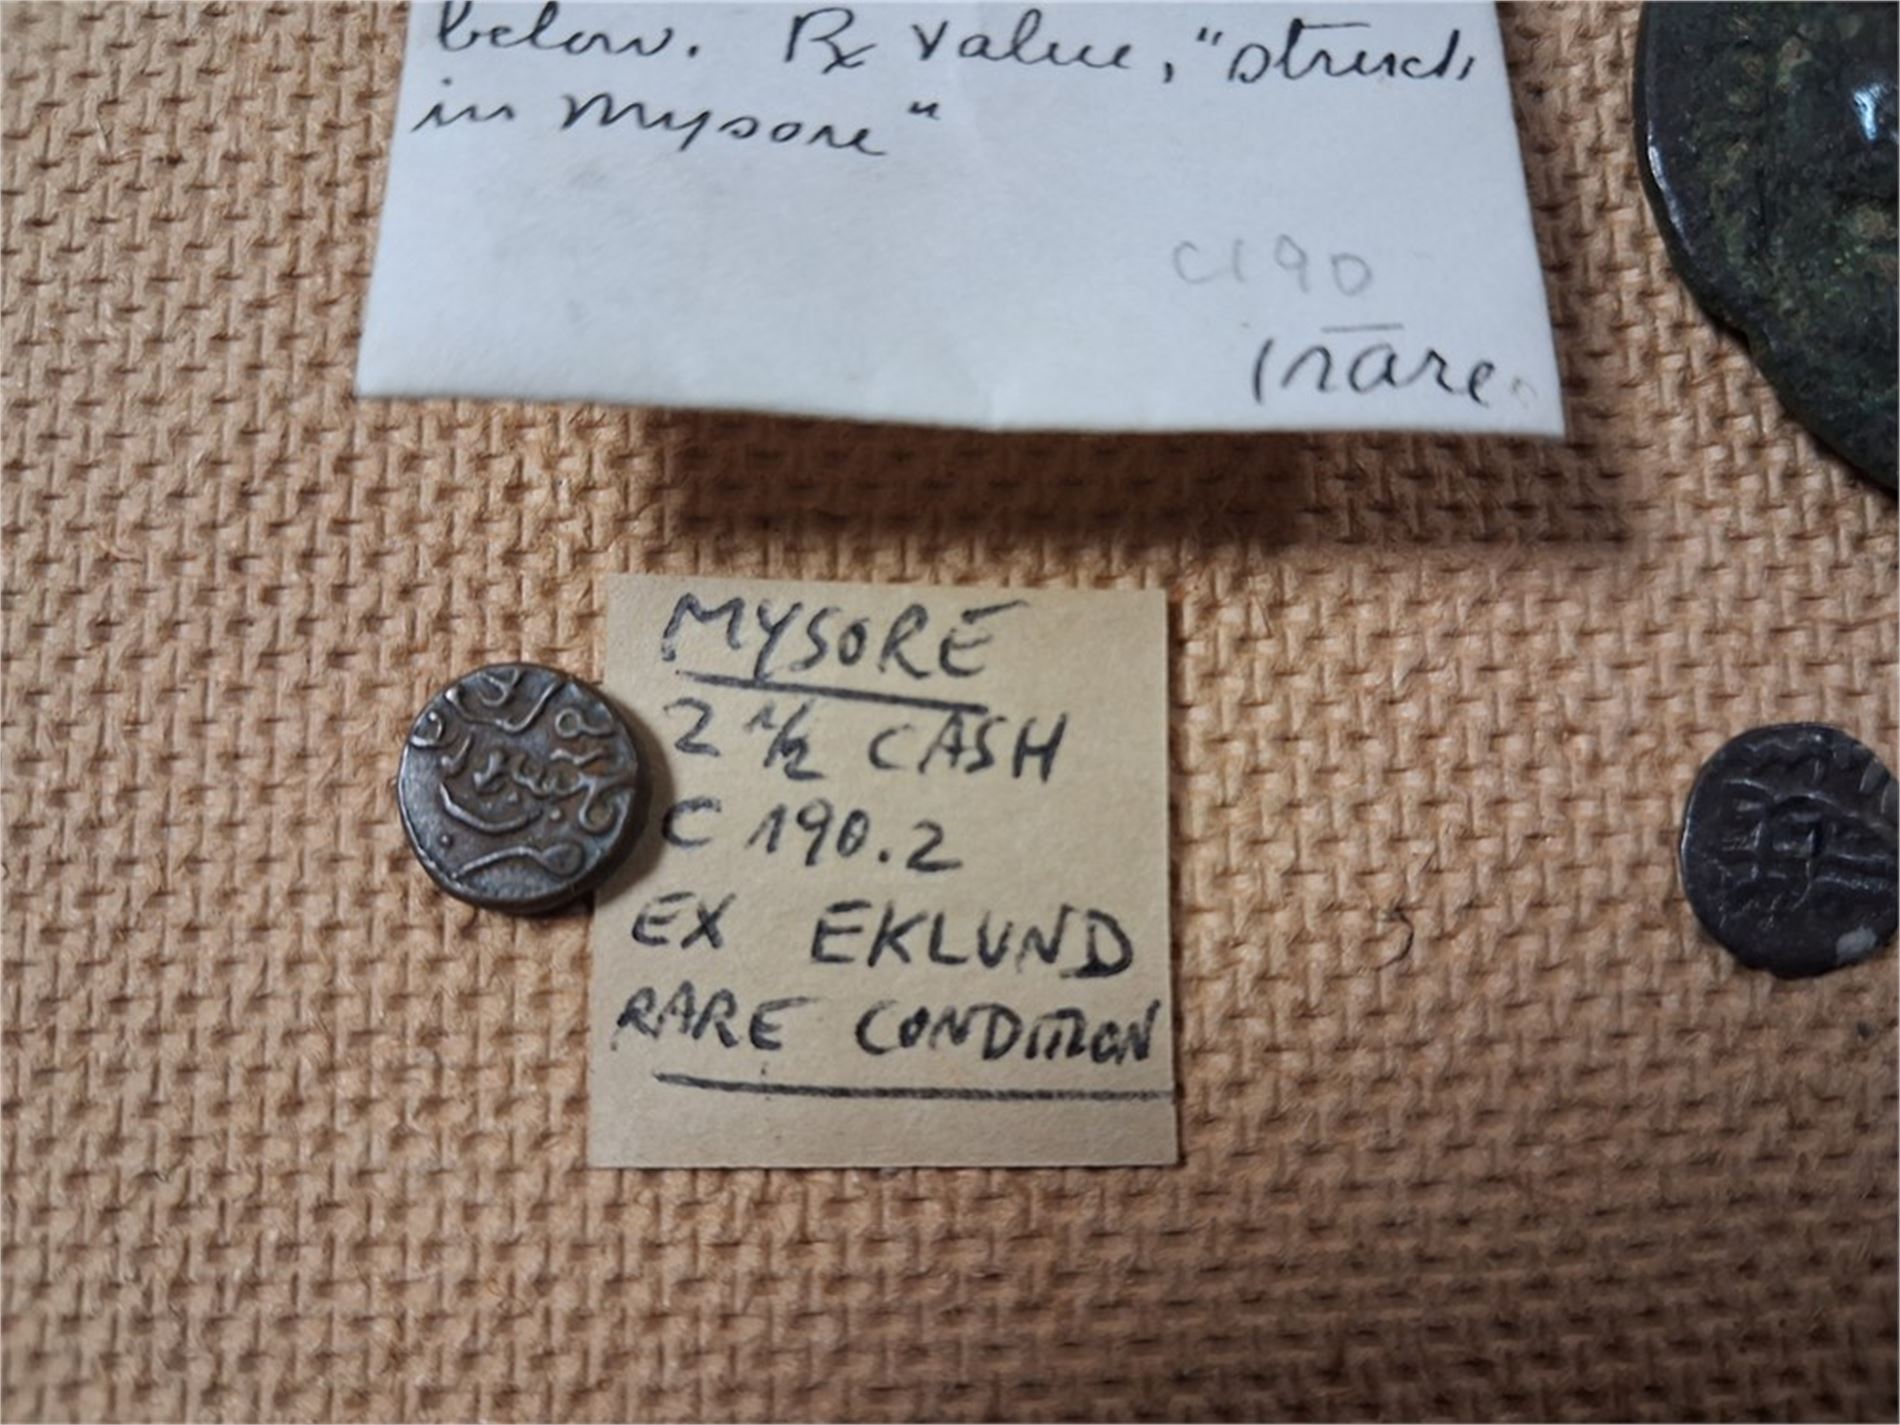 below. Rx value, "struck
in Mysore"
C190
rare.
MYSORE
2 1/2 CASH
C 190.2
EX EKLUND
RARE CONDITION